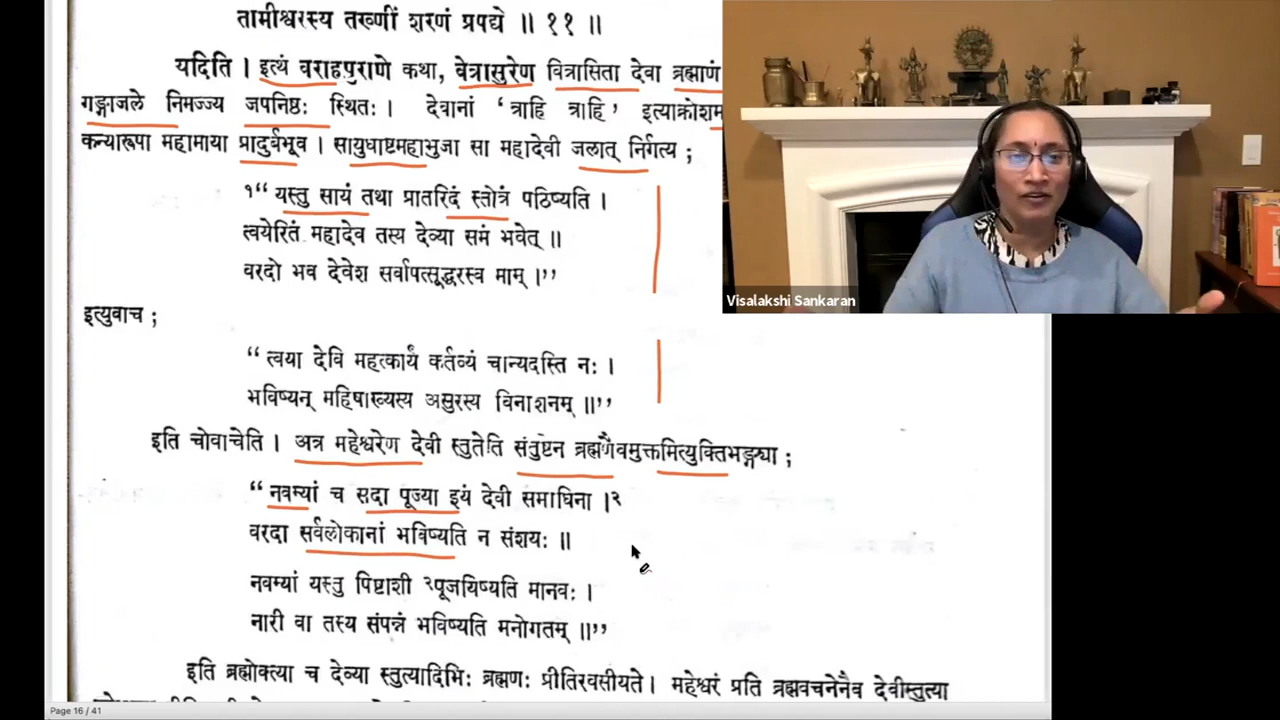 तामीश्वरस्य तरुणीं शरणं प्रपद्ये ॥ ११ ॥
यदिति । इत्थं वराहपुराणे कथा, वेत्रासुरेण वित्रासिता देवा ब्रह्माणं
गङ्गाजले निमज्ज्य जपनिष्ठः स्थितः । देवानां ‘ त्राहि त्राहि ’ इत्याक्रोशम
कन्यारूपा महामाया प्रादुर्बभूव । सायुधाष्टमहाभुजा सा महादेवी जलात् निर्गत्य ;
१“ यस्तु सायं तथा प्रातरिदं स्तोत्रं पठिष्यति ।
त्वयेरितं महादेव तस्य देव्या समं भवेत् ॥
वरदो भव देवेश सर्वापत्सूद्धरस्व माम् ।”
इत्युवाच ;
“ त्वया देवि महत्कार्यं कर्तव्यं चान्यदस्ति नः ।
भविष्यन् महिषाख्यस्य असुरस्य विनाशनम् ॥”
इति चोवाचेति । अत्र महेश्वरेण देवी स्तुतेति संतुष्टेन ब्रह्मणैवमुक्तमित्युक्तिभङ्ग्या ;
“ नवम्यां च सदा पूज्या इयं देवी समाधिना ।२
वरदा सर्वलोकानां भविष्यति न संशयः ॥
नवम्यां यस्तु पिष्टाशी २पूजयिष्यति मानवः ।
नारी वा तस्य संपन्नं भविष्यति मनोगतम् ॥”
इति ब्रह्मोक्त्या च देव्या स्तुत्यादिभिः ब्रह्मणः प्रीतिरवसीयते । महेश्वरं प्रति ब्रह्मवचनेनैव देवीस्तुत्या
Visalakshi Sankaran
Page 16 / 41